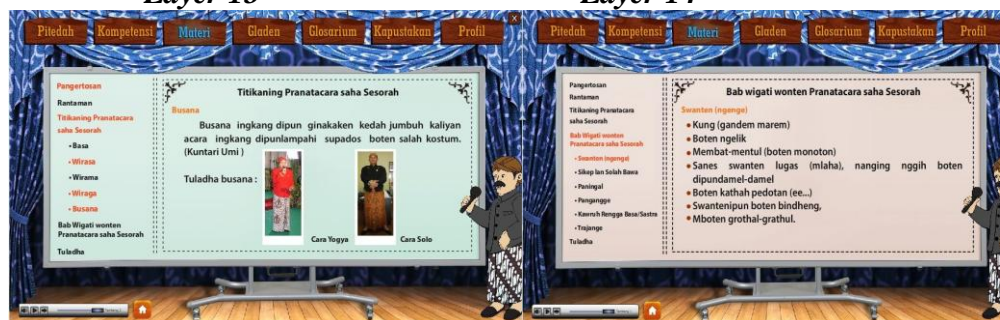 Layer 13
Layer 14
Pitedah Kompetensi Materi Gladen Glosarium Kapustakan Profil
Pangertosan
Rantaman
Titikaning Pranatacara
saha Sesorah
• Basa
• Wirasa
• Wirama
• Wiraga
• Busana
Bab Wigati wonten
Pranatacara saha Sesorah
Tuladha
Titikaning Pranatacara saha Sesorah
Busana
Busana ingkang dipun ginakaken kedah jumbuh kaliyan
acara ingkang dipunlampahi supados boten salah kostum.
(Kuntari Umi )
Tuladha busana :
Cara Yogya
Cara Solo
Pitedah Kompetensi Materi Gladen Glosarium Kapustakan Profil
Pangertosan
Rantaman
Titikaning Pranatacara
saha Sesorah
Bab Wigati wonten
Pranatacara saha Sesorah
• Swanten (ngenge)
• Sikep lan Solah Bawa
• Paningal
• Pangangge
• Kawruh Rengga Basa/Sastra
• Trajange
Tuladha
Bab wigati wonten Pranatacara saha Sesorah
Swanten (ngenge)
• Kung (gandem marem)
• Boten ngelik
• Membat-mentul (boten monoton)
• Sanes swanten lugas (mlaha), nanging nggih boten
dipundamel-damel
• Boten kathah pedotan (ee...)
• Swantenipun boten bindheng,
• Mboten grothal-grathul.